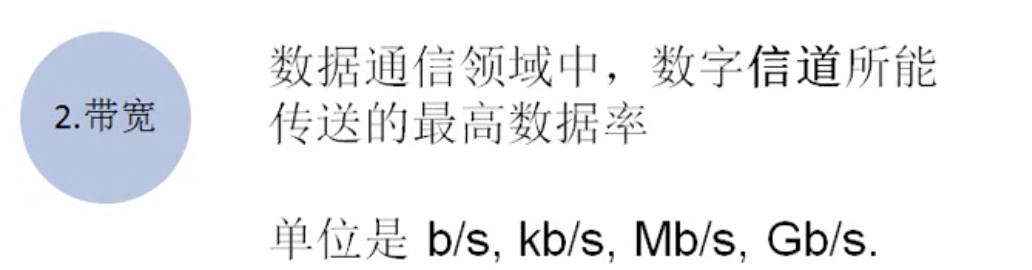 2.带宽
数据通信领域中，数字信道所能
传送的最高数据率
单位是 b/s, kb/s, Mb/s, Gb/s.